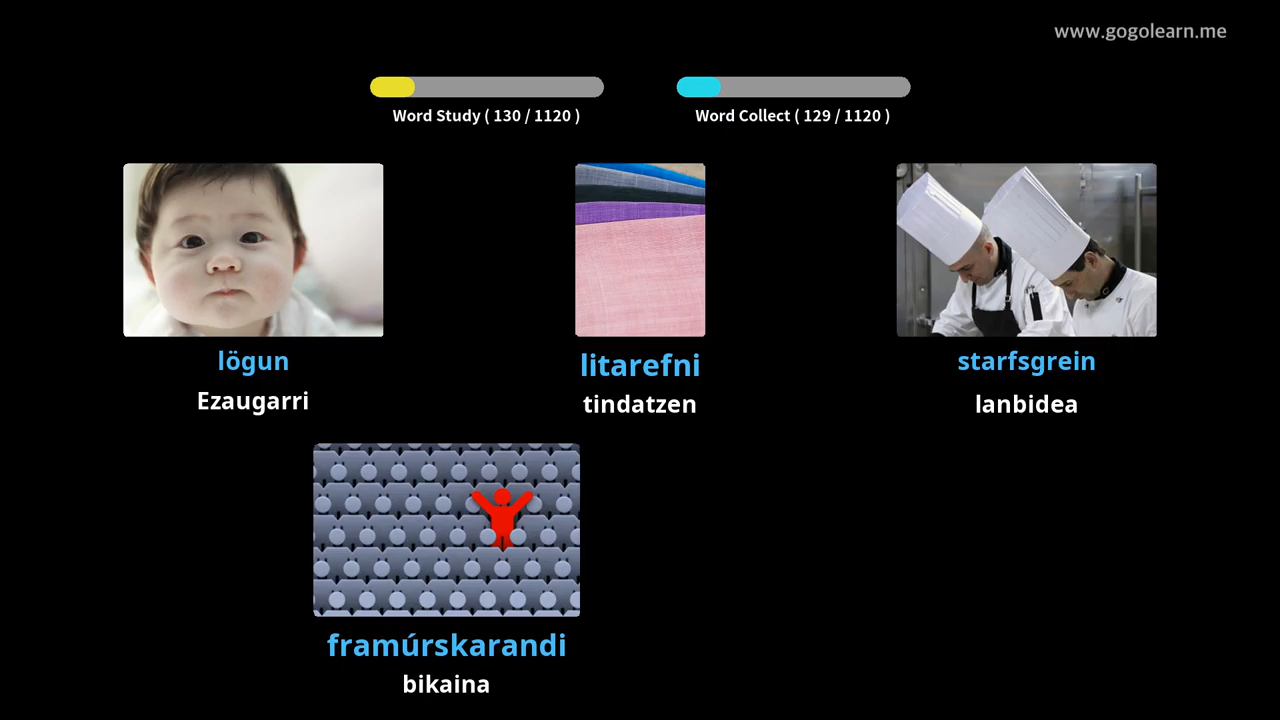 www.gogolearn.me
Word Study ( 130 / 1120 )
Word Collect ( 129 / 1120 )
lögun
Ezaugarri
litarefni
tindatzen
starfsgrein
lanbidea
framúrskarandi
bikaina